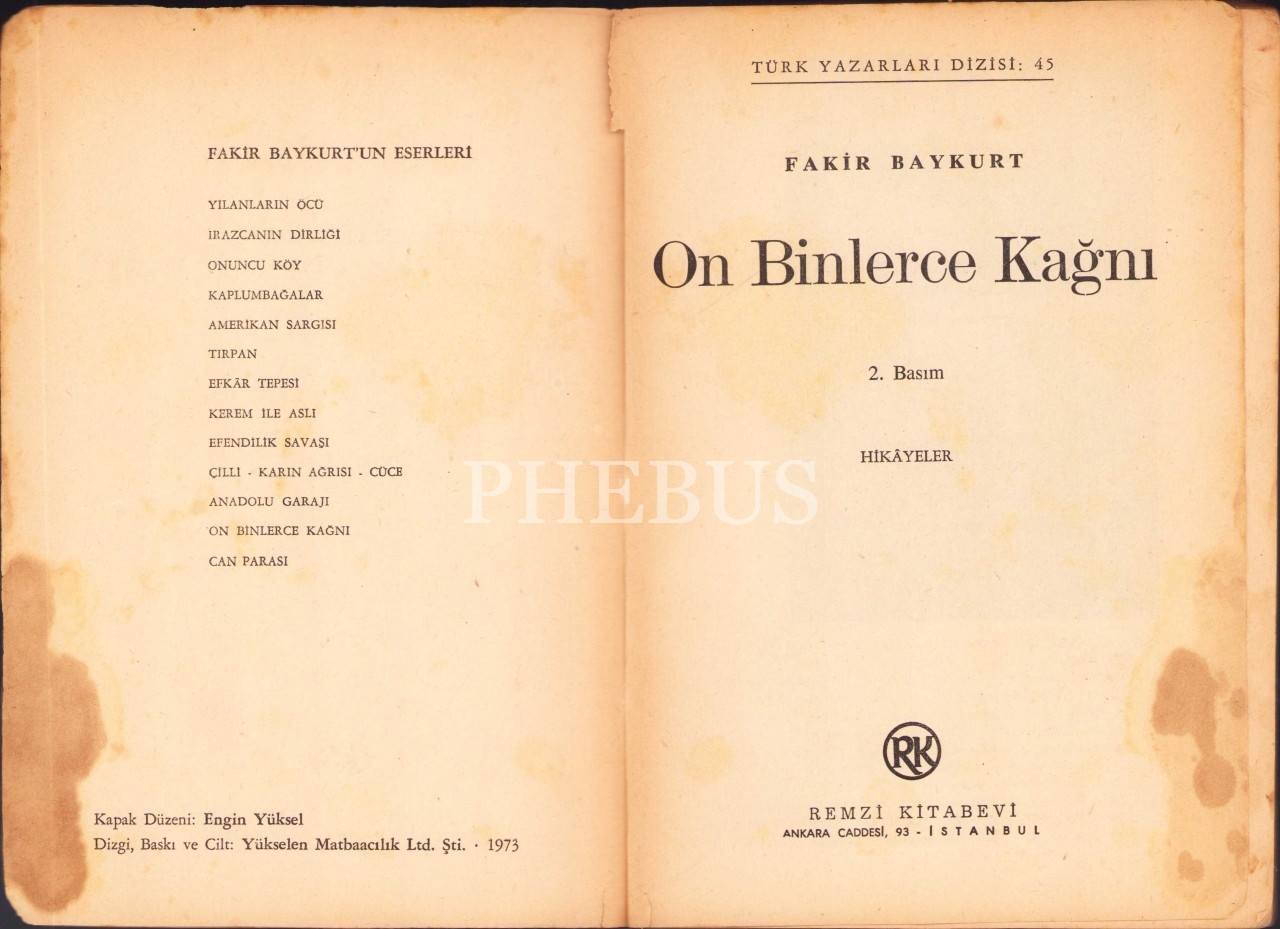 FAKİR BAYKURT'UN ESERLERİ
YILANLARIN ÖCÜ
IRAZCANIN DİRLİĞİ
ONUNCU KÖY
KAPLUMBAĞALAR
AMERİKAN SARGISI
TIRPAN
EFKÂR TEPESİ
KEREM İLE ASLI
EFENDİLİK SAVAŞI
ÇİLLİ - KARIN AĞRISI - CÜCE
ANADOLU GARAJI
ON BİNLERCE KAĞNI
CAN PARASI
Kapak Düzeni: Engin Yüksel
Dizgi, Baskı ve Cilt: Yükselen Matbaacılık Ltd. Şti. · 1973
TÜRK YAZARLARI DİZİSİ: 45
FAKİR BAYKURT
On Binlerce Kağnı
2. Basım
HİKÂYELER
PHEBUS
RK
REMZİ KİTABEVİ
ANKARA CADDESİ, 93 - İSTANBUL